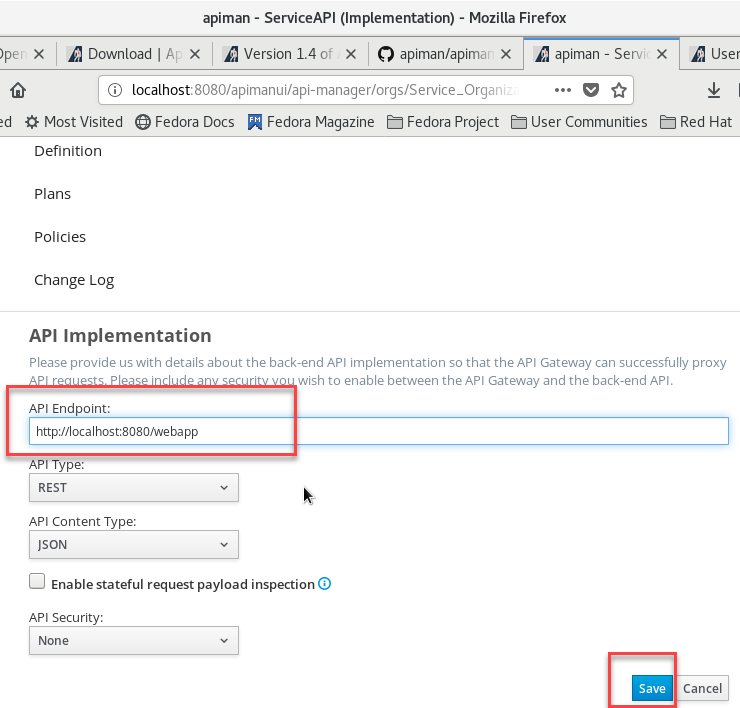 apiman - ServiceAPI (Implementation) - Mozilla Firefox
Download | Ap
Version 1.4 of
apiman/apiman
apiman - Servic
User
localhost:8080/apimanui/api-manager/orgs/Service_Organiza
Most Visited Fedora Docs Fedora Magazine Fedora Project User Communities Red Hat
Definition
Plans
Policies
Change Log
API Implementation
Please provide us with details about the back-end API implementation so that the API Gateway can successfully proxy
API requests. Please include any security you wish to enable between the API Gateway and the back-end API.
API Endpoint:
http://localhost:8080/webapp
API Type:
REST
API Content Type:
JSON
Enable stateful request payload inspection
API Security:
None
Save Cancel